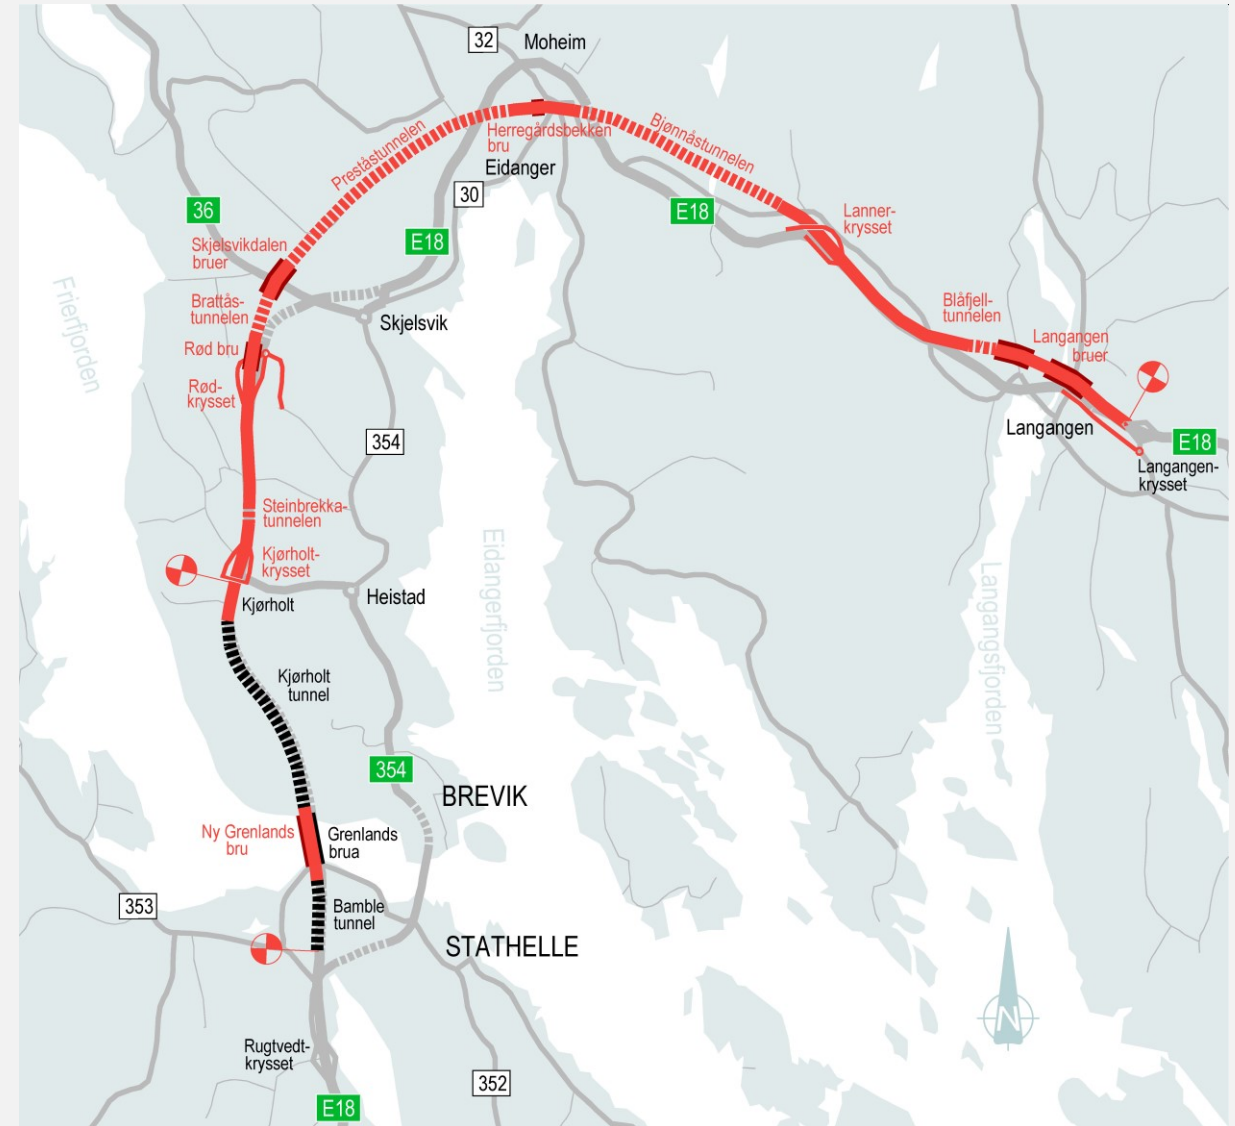 32
Moheim
Herregårdsbekken
bru
Eidanger
30
Preståstunnelen
Bjønnåstunnelen
36
E18
E18
Skjelsvikdalen
bruer
Lanner-
krysset
Brattås-
tunnelen
Skjelsvik
Rød bru
Rød-
krysset
Blåfjell-
tunnelen
Langangen
bruer
Langangen
E18
Langangen-
krysset
Frierfjorden
354
Steinbrekka-
tunnelen
Kjørholt-
krysset
Kjørholt
Heistad
Eidangerfjorden
Langangsfjorden
Kjørholt
tunnel
354
BREVIK
Ny Grenlands
bru
Grenlands
brua
353
Bamble
tunnel
STATHELLE
N
Rugtvedt-
krysset
352
E18